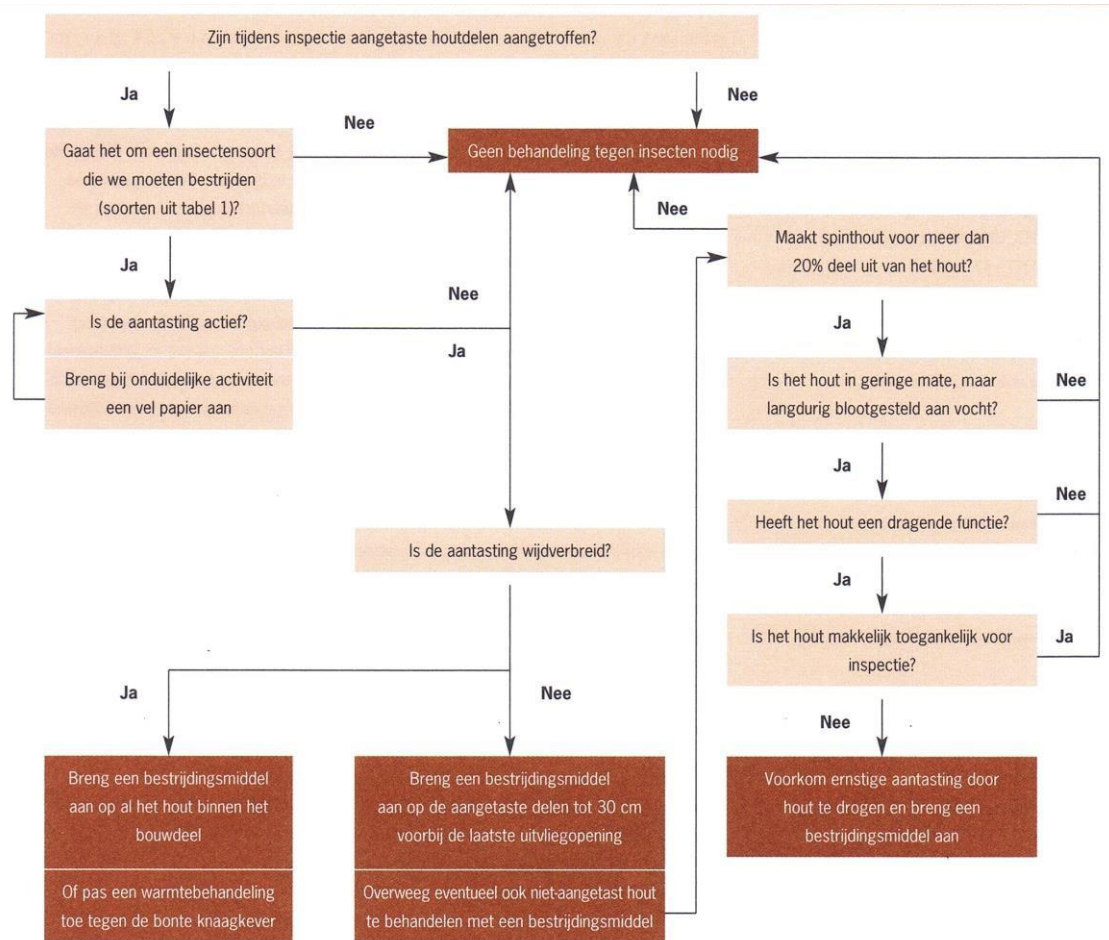 Zijn tijdens inspectie aangetaste houtdelen aangetroffen?
Ja
Nee
Gaat het om een insectensoort
die we moeten bestrijden
(soorten uit tabel 1)?
Nee
Geen behandeling tegen insecten nodig
Ja
Is de aantasting actief?
Breng bij onduidelijke activiteit
een vel papier aan
Nee
Ja
Is de aantasting wijdverbreid?
Ja
Nee
Breng een bestrijdingsmiddel
aan op al het hout binnen het
bouwdeel
Of pas een warmtebehandeling
toe tegen de bonte knaagkever
Breng een bestrijdingsmiddel
aan op de aangetaste delen tot 30 cm
voorbij de laatste uitvliegopening
Overweeg eventueel ook niet-aangetast hout
te behandelen met een bestrijdingsmiddel
Nee
Maakt spinthout voor meer dan
20% deel uit van het hout?
Ja
Is het hout in geringe mate, maar
langdurig blootgesteld aan vocht?
Nee
Ja
Heeft het hout een dragende functie?
Nee
Ja
Is het hout makkelijk toegankelijk voor
inspectie?
Ja
Nee
Voorkom ernstige aantasting door
hout te drogen en breng een
bestrijdingsmiddel aan